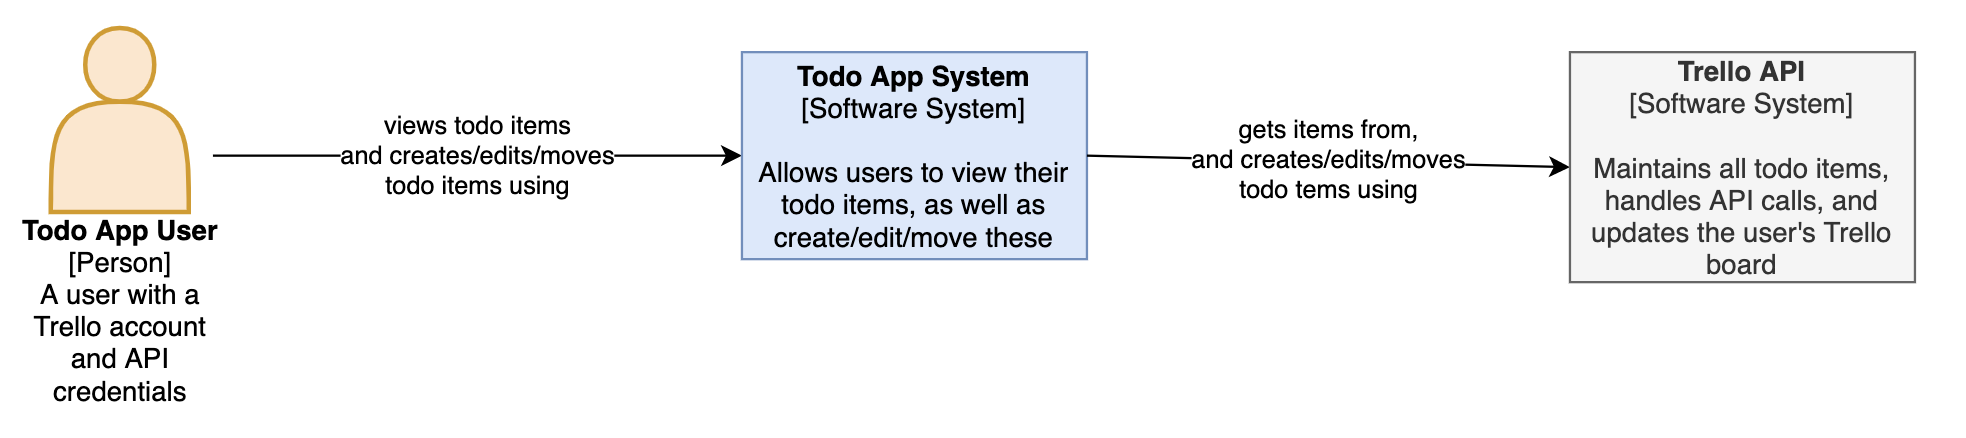 Todo App User
[Person]
A user with a
Trello account
and API
credentials
views todo items
and creates/edits/moves
todo items using
Todo App System
[Software System]
Allows users to view their
todo items, as well as
create/edit/move these
gets items from,
and creates/edits/moves
todo tems using
Trello API
[Software System]
Maintains all todo items,
handles API calls, and
updates the user's Trello
board